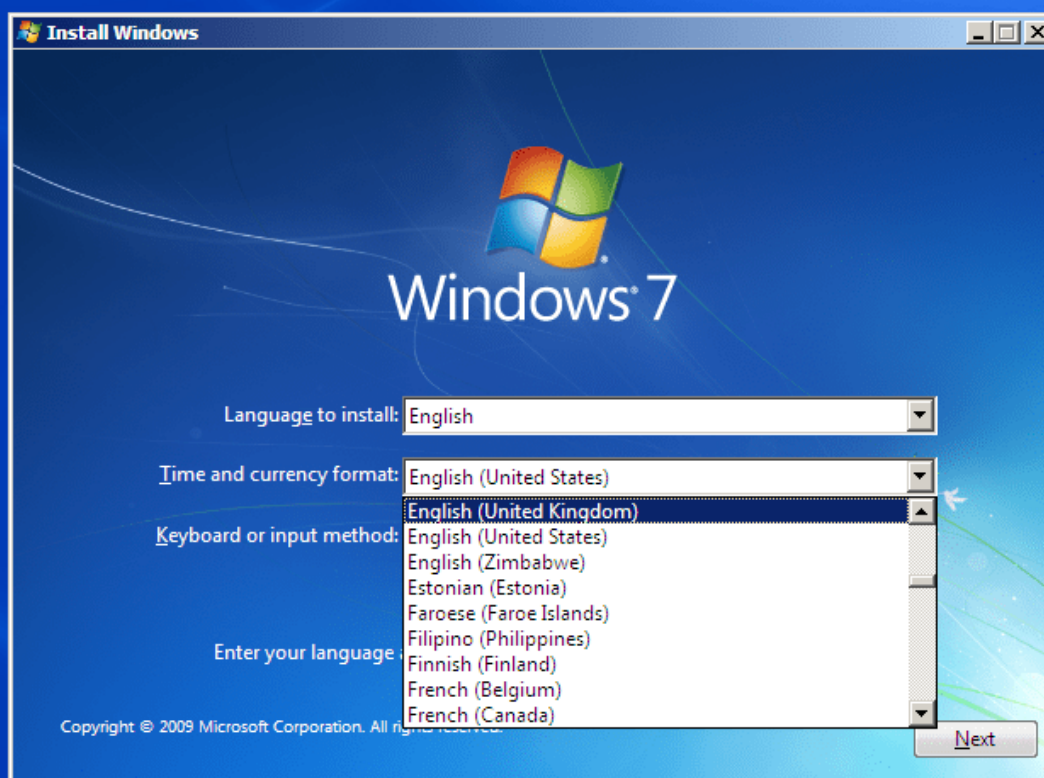 Install Windows
Windows® 7
Language to install: English
Time and currency format: English (United States)
English (United Kingdom)
Keyboard or input method: English (United States)
English (Zimbabwe)
Estonian (Estonia)
Faroese (Faroe Islands)
Filipino (Philippines)
Enter your language
Finnish (Finland)
French (Belgium)
French (Canada)
Copyright © 2009 Microsoft Corporation. All rights reserved.
Next